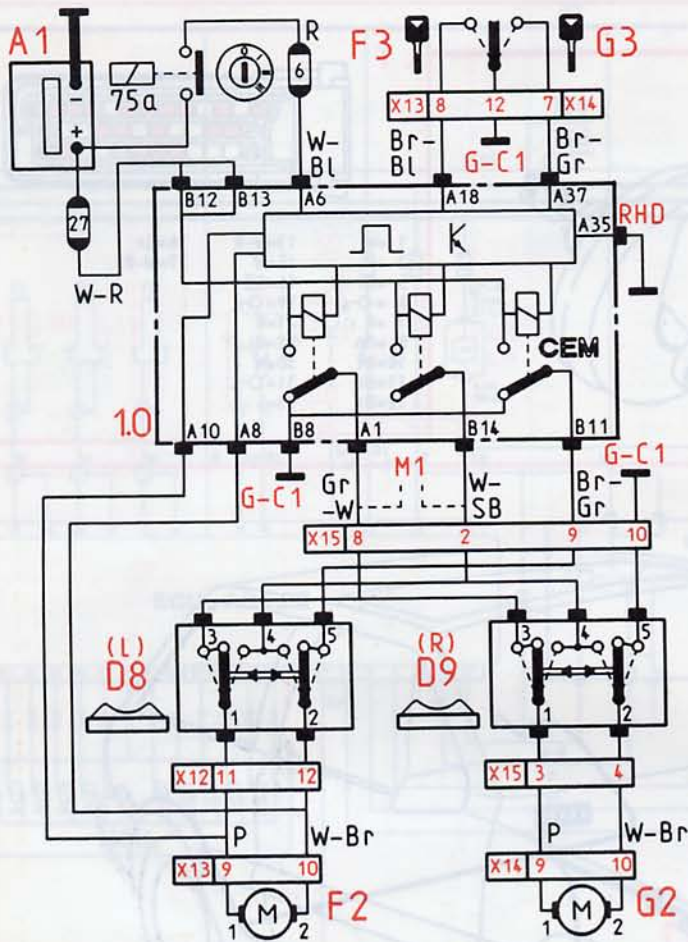 A1
75a
R
6
F3
G3
X13 8 12 7 X14
27
W-R
W-
Bl
Br-
Bl
G-C1
Br-
Gr
B12 B13 A6 A18 A37
A35 RHD
CEM
1.0
A10 A8 B8 A1 B14 B11
G-C1
Gr
-W
M1
W-
SB
Br-
Gr
G-C1
X15 8 2 9 10
(L)
D8
3 4 5
1 2
(R)
D9
3 4 5
1 2
X12 11 12
X15 3 4
P W-Br
P W-Br
X13 9 10
X14 9 10
1 M 2 F2
1 M 2 G2